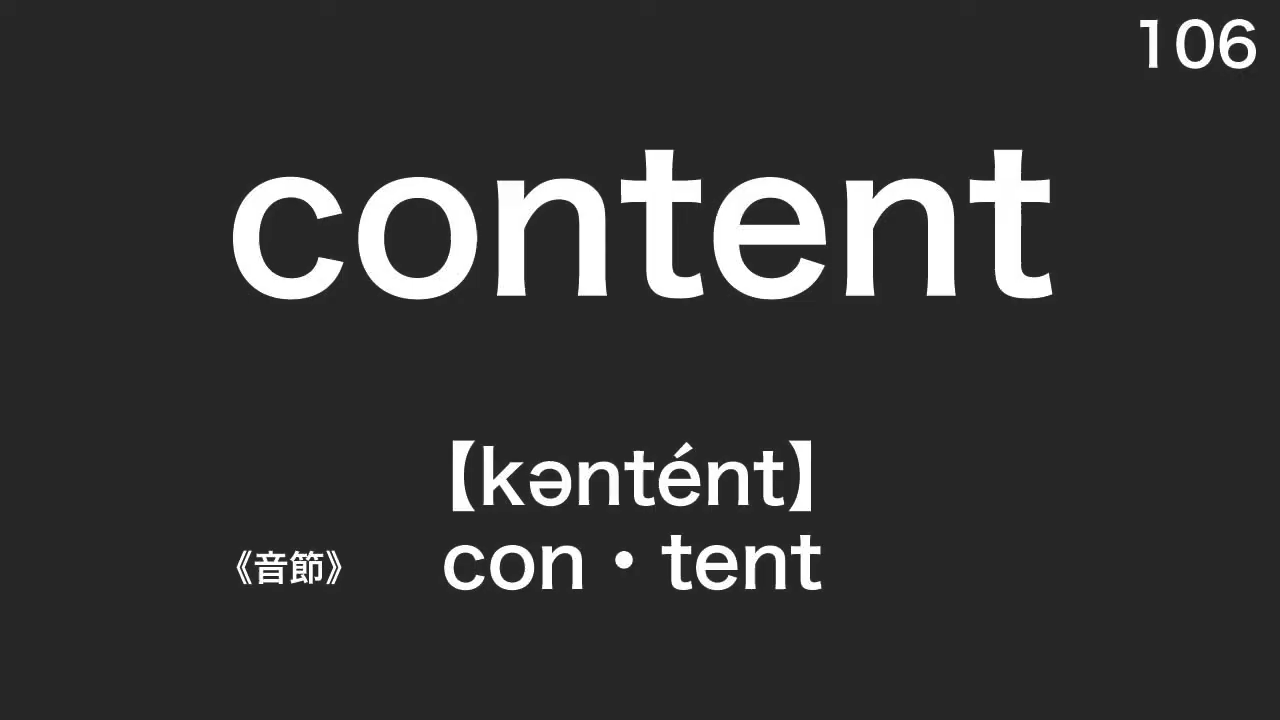 106
content
【kəntént】
《音節》 con・tent